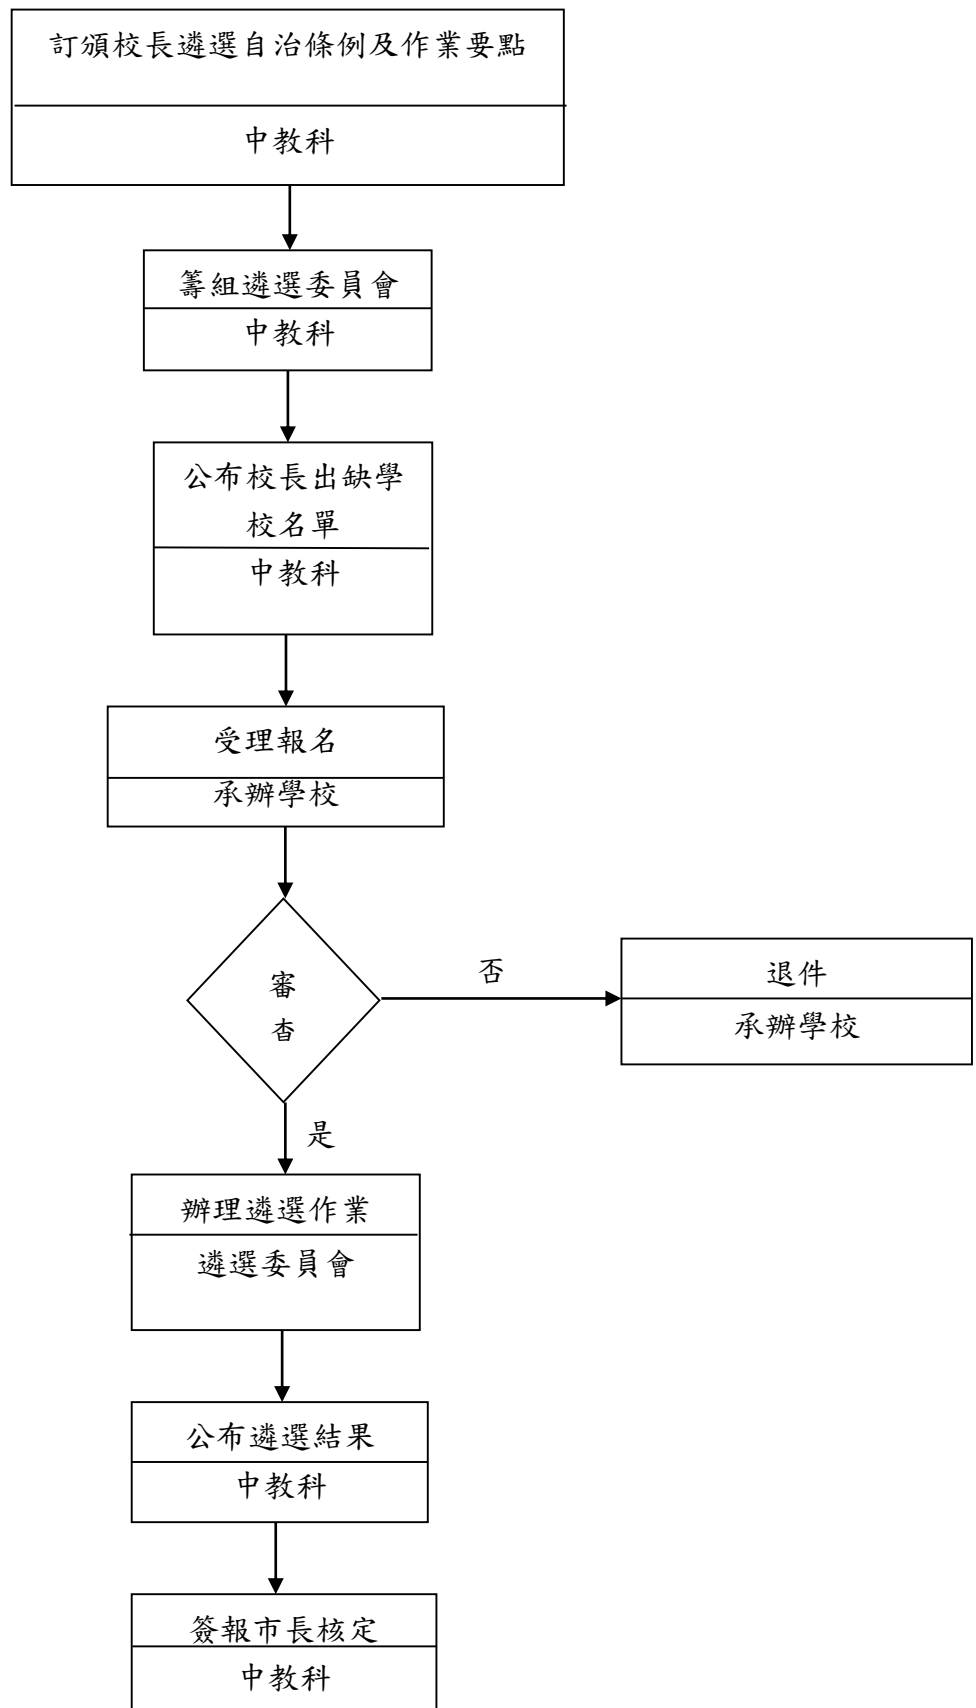 訂頒校長遴選自治條例及作業要點
中教科
籌組遴選委員會
中教科
公布校長出缺學
校名單
中教科
受理報名
承辦學校
審
查
否
退件
承辦學校
是
辦理遴選作業
遴選委員會
公布遴選結果
中教科
簽報市長核定
中教科